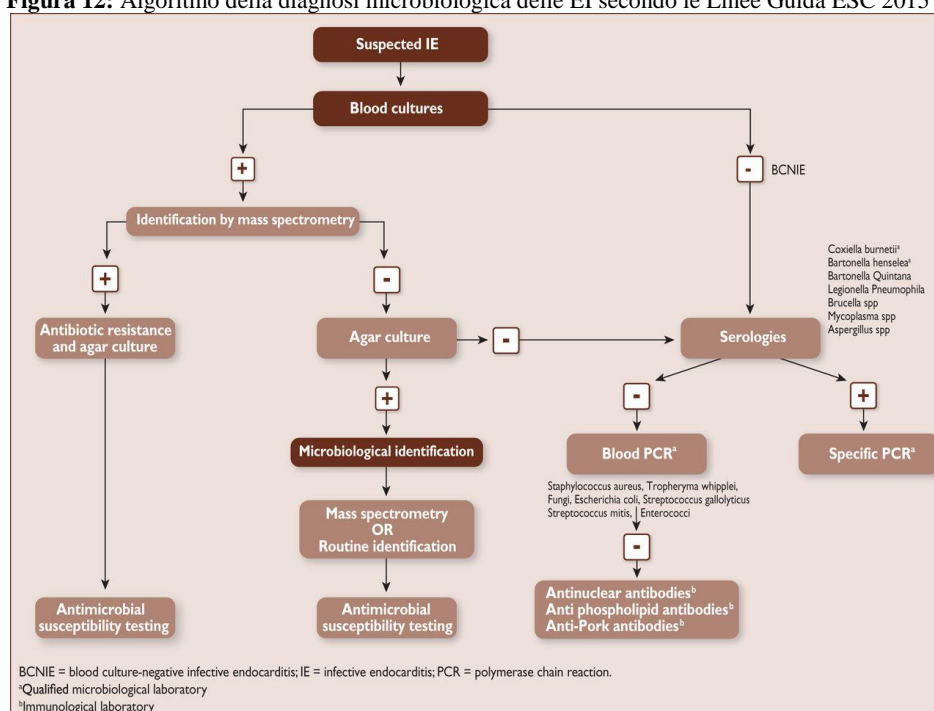 Figura 12: Algoritmo della diagnosi microbiologica delle EI secondo le Linee Guida ESC 2015
Suspected IE
Blood cultures
+
-
BCNIE
Identification by mass spectrometry
+
-
Coxiella burnetiiª
Bartonella henseleaª
Bartonella Quintana
Legionella Pneumophila
Brucella spp
Mycoplasma spp
Aspergillus spp
Antibiotic resistance
and agar culture
Agar culture
-
Serologies
+
-
+
Microbiological identification
Blood PCRª
Specific PCRª
Staphylococcus aureus, Tropheryma whipplei,
Fungi, Escherichia coli, Streptococcus gallolyticus
Streptococcus mitis, Enterococci
Mass spectrometry
OR
Routine identification
-
Antimicrobial
susceptibility testing
Antimicrobial
susceptibility testing
Antinuclear antibodiesᵇ
Anti phospholipid antibodiesᵇ
Anti-Pork antibodiesᵇ
BCNIE = blood culture-negative infective endocarditis; IE = infective endocarditis; PCR = polymerase chain reaction.
ªQualified microbiological laboratory
ᵇImmunological laboratory